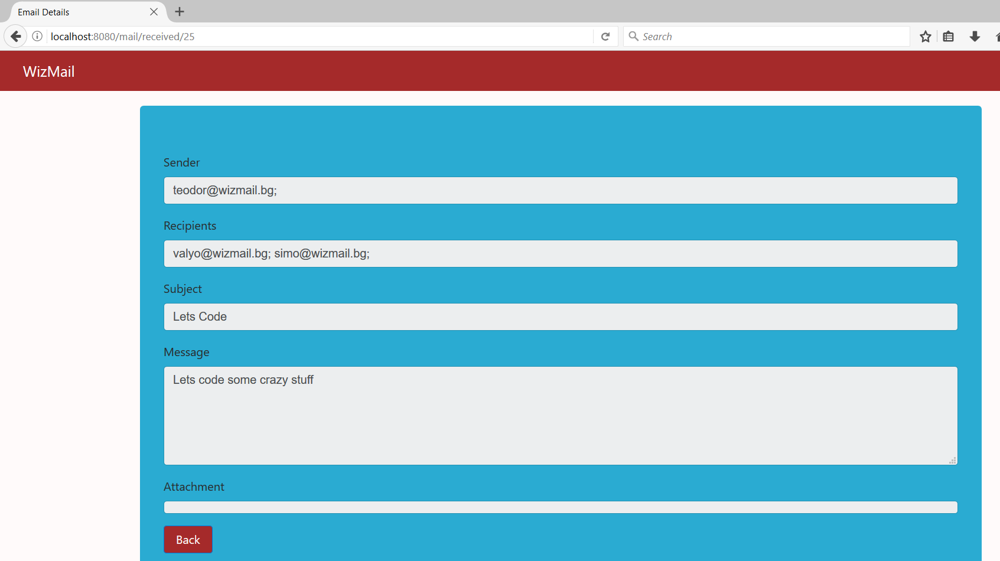 Email Details
localhost:8080/mail/received/25
Search
WizMail
Sender
teodor@wizmail.bg;
Recipients
valyo@wizmail.bg; simo@wizmail.bg;
Subject
Lets Code
Message
Lets code some crazy stuff
Attachment
Back